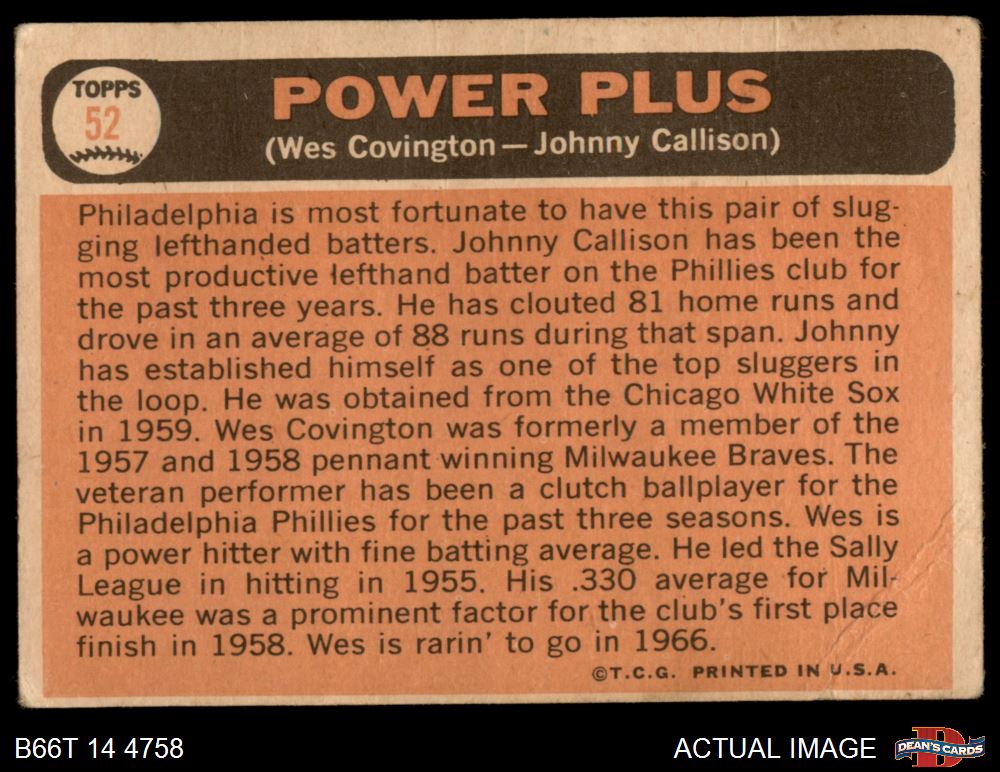 TOPPS
52
POWER PLUS
(Wes Covington—Johnny Callison)
Philadelphia is most fortunate to have this pair of slug-
ging lefthanded batters. Johnny Callison has been the
most productive lefthand batter on the Phillies club for
the past three years. He has clouted 81 home runs and
drove in an average of 88 runs during that span. Johnny
has established himself as one of the top sluggers in
the loop. He was obtained from the Chicago White Sox
in 1959. Wes Covington was formerly a member of the
1957 and 1958 pennant winning Milwaukee Braves. The
veteran performer has been a clutch ballplayer for the
Philadelphia Phillies for the past three seasons. Wes is
a power hitter with fine batting average. He led the Sally
League in hitting in 1955. His .330 average for Mil-
waukee was a prominent factor for the club's first place
finish in 1958. Wes is rarin' to go in 1966.
©T.C.G. PRINTED IN U.S.A.
B66T 14 4758
ACTUAL IMAGE
D
DEAN'S CARDS